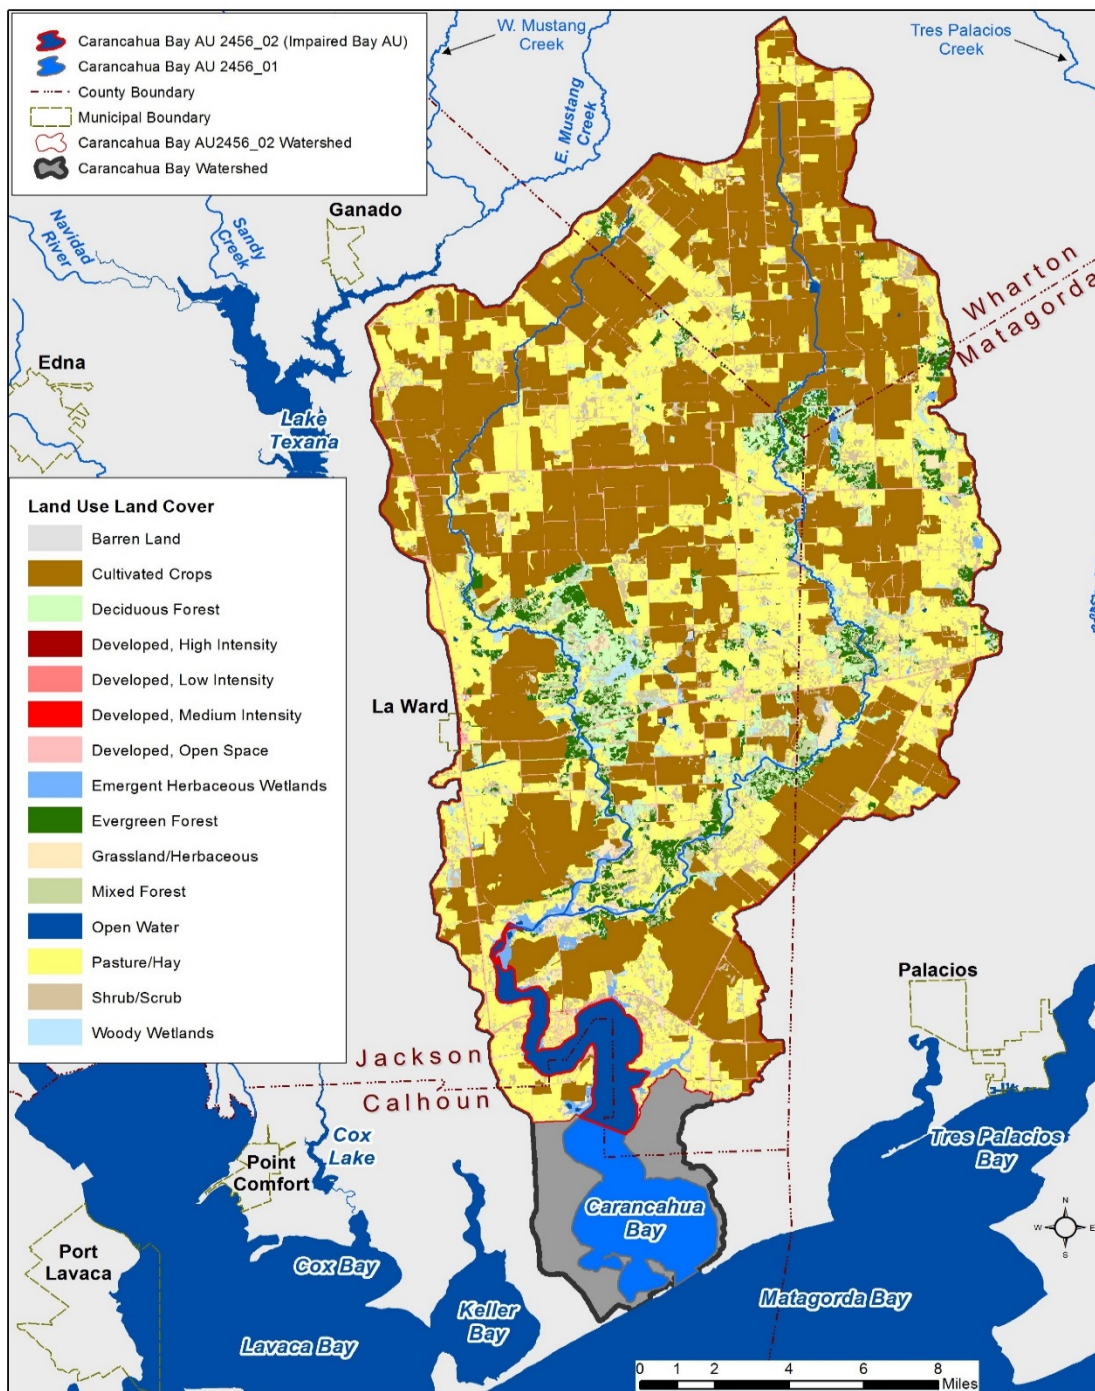 Carancahua Bay AU 2456_02 (Impaired Bay AU)
Carancahua Bay AU 2456_01
County Boundary
Municipal Boundary
Carancahua Bay AU2456_02 Watershed
Carancahua Bay Watershed
W. Mustang
Creek
Tres Palacios
Creek
E. Mustang
Creek
Ganado
Navidad
River
Sandy
Creek
Wharton
Matagorda
Edna
Lake
Texana
Land Use Land Cover
Barren Land
Cultivated Crops
Deciduous Forest
Developed, High Intensity
Developed, Low Intensity
Developed, Medium Intensity
Developed, Open Space
Emergent Herbaceous Wetlands
Evergreen Forest
Grassland/Herbaceous
Mixed Forest
Open Water
Pasture/Hay
Shrub/Scrub
Woody Wetlands
La Ward
Palacios
Jackson
Calhoun
Cox
Lake
Point
Comfort
Tres Palacios
Bay
Carancahua
Bay
N
W
E
S
Port
Lavaca
Cox Bay
Keller
Bay
Matagorda Bay
Lavaca Bay
0 1 2 4 6 8
Miles